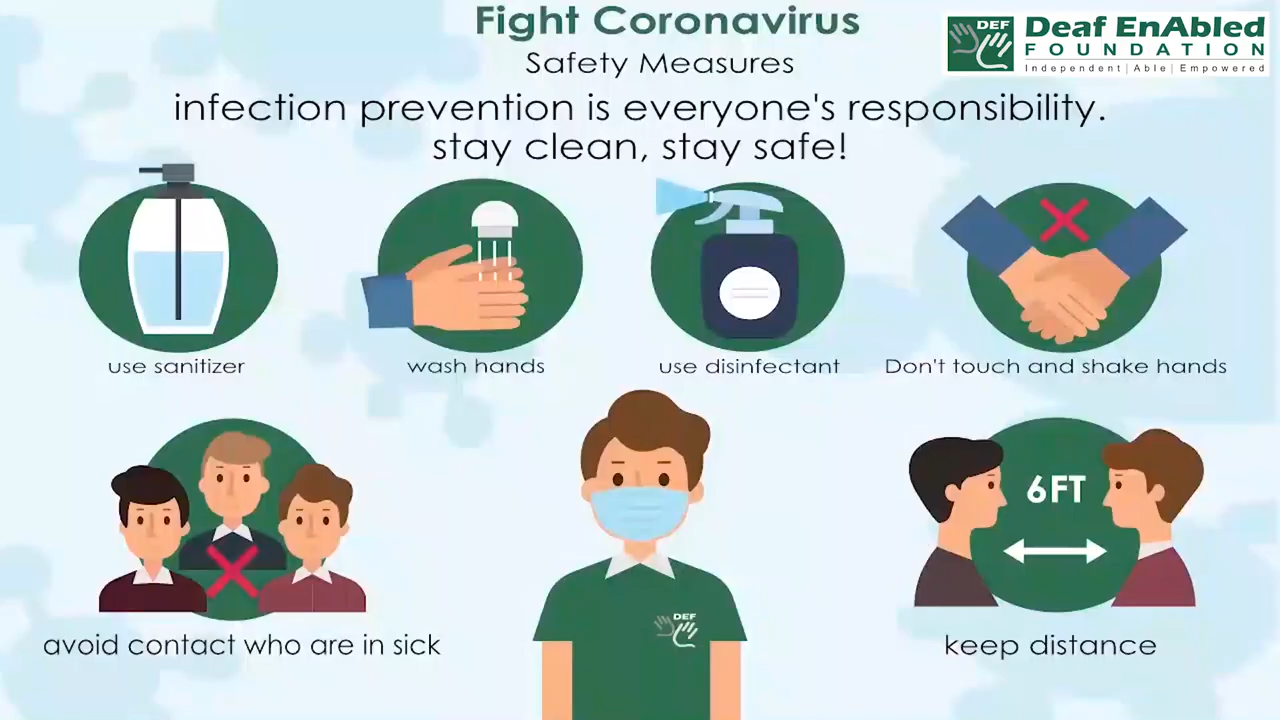 Fight Coronavirus
Safety Measures
DEF
Deaf EnAbled
FOUNDATION
Independent | Able | Empowered
infection prevention is everyone's responsibility.
stay clean, stay safe!
use sanitizer
wash hands
use disinfectant
Don't touch and shake hands
6FT
DEF
avoid contact who are in sick
keep distance